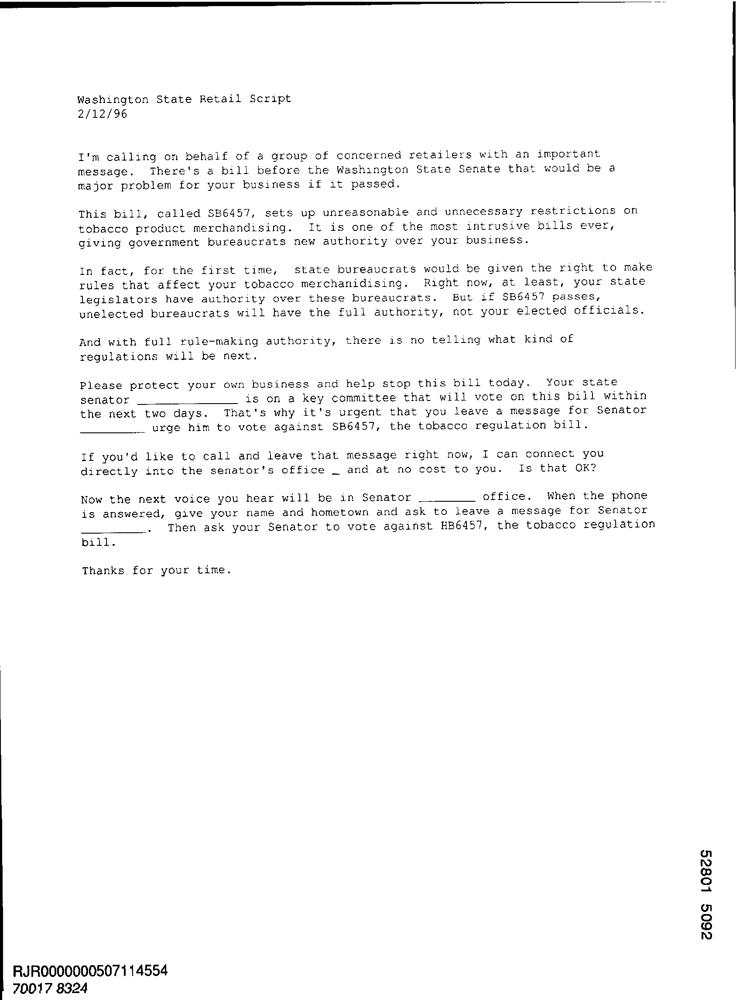 Washington State Retail Script
2/12/96
I'm calling on behalf of a group of concerned retailers with an important
message. There's a bill before the Washington State Senate that would be a
major problem for your business if it passed.
This bill, called SB6457, sets up unreasonable and unnecessary restrictions on
tobacco product merchandising. It is one of the most intrusive bills ever,
giving government bureaucrats new authority over your business.
In fact, for the first time, state bureaucrats would be given the right to make
rules that affect your tobacco merchanidising. Right now, at least, your state
legislators have authority over these bureaucrats. But if SB6457 passes,
unelected bureaucrats will have the full authority, not your elected officials.
And with full rule-making authority, there is no telling what kind of
regulations will be next.
Please protect your own business and help stop this bill today. Your state
senator ______________ is on a key committee that will vote on this bill within
the next two days. That's why it's urgent that you leave a message for Senator
_________ urge him to vote against SB6457, the tobacco regulation bill.
If you'd like to call and leave that message right now, I can connect you
directly into the senator's office _ and at no cost to you. Is that OK?
Now the next voice you hear will be in Senator ________ office. When the phone
is answered, give your name and hometown and ask to leave a message for Senator
_________. Then ask your Senator to vote against HB6457, the tobacco regulation
bill.
Thanks for your time.
52801 5092
RJR0000000507114554
70017 8324